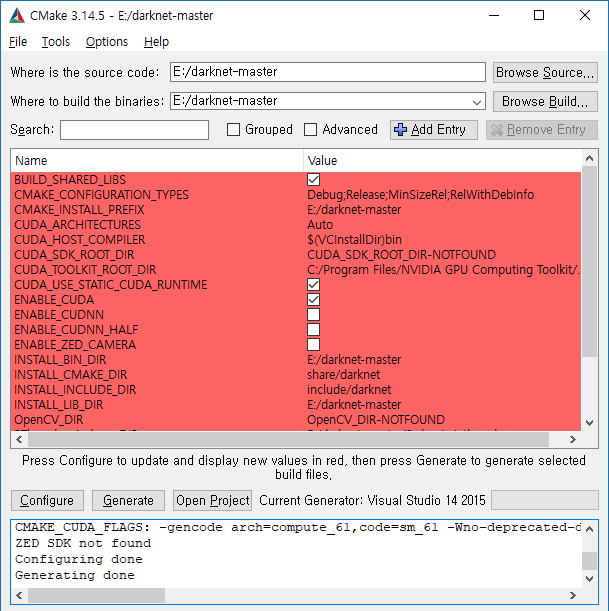 CMake 3.14.5 - E:/darknet-master
File Tools Options Help
Where is the source code: E:/darknet-master Browse Source...
Where to build the binaries: E:/darknet-master Browse Build...
Search: Grouped Advanced Add Entry Remove Entry
Name Value
BUILD_SHARED_LIBS
CMAKE_CONFIGURATION_TYPES Debug;Release;MinSizeRel;RelWithDebInfo
CMAKE_INSTALL_PREFIX E:/darknet-master
CUDA_ARCHITECTURES Auto
CUDA_HOST_COMPILER $(VCInstallDir)bin
CUDA_SDK_ROOT_DIR CUDA_SDK_ROOT_DIR-NOTFOUND
CUDA_TOOLKIT_ROOT_DIR C:/Program Files/NVIDIA GPU Computing Toolkit/...
CUDA_USE_STATIC_CUDA_RUNTIME
ENABLE_CUDA
ENABLE_CUDNN
ENABLE_CUDNN_HALF
ENABLE_ZED_CAMERA
INSTALL_BIN_DIR E:/darknet-master
INSTALL_CMAKE_DIR share/darknet
INSTALL_INCLUDE_DIR include/darknet
INSTALL_LIB_DIR E:/darknet-master
OpenCV_DIR OpenCV_DIR-NOTFOUND
Press Configure to update and display new values in red, then press Generate to generate selected
build files.
Configure Generate Open Project Current Generator: Visual Studio 14 2015
CMAKE_CUDA_FLAGS: -gencode arch=compute_61,code=sm_61 -Wno-deprecated-d
ZED SDK not found
Configuring done
Generating done